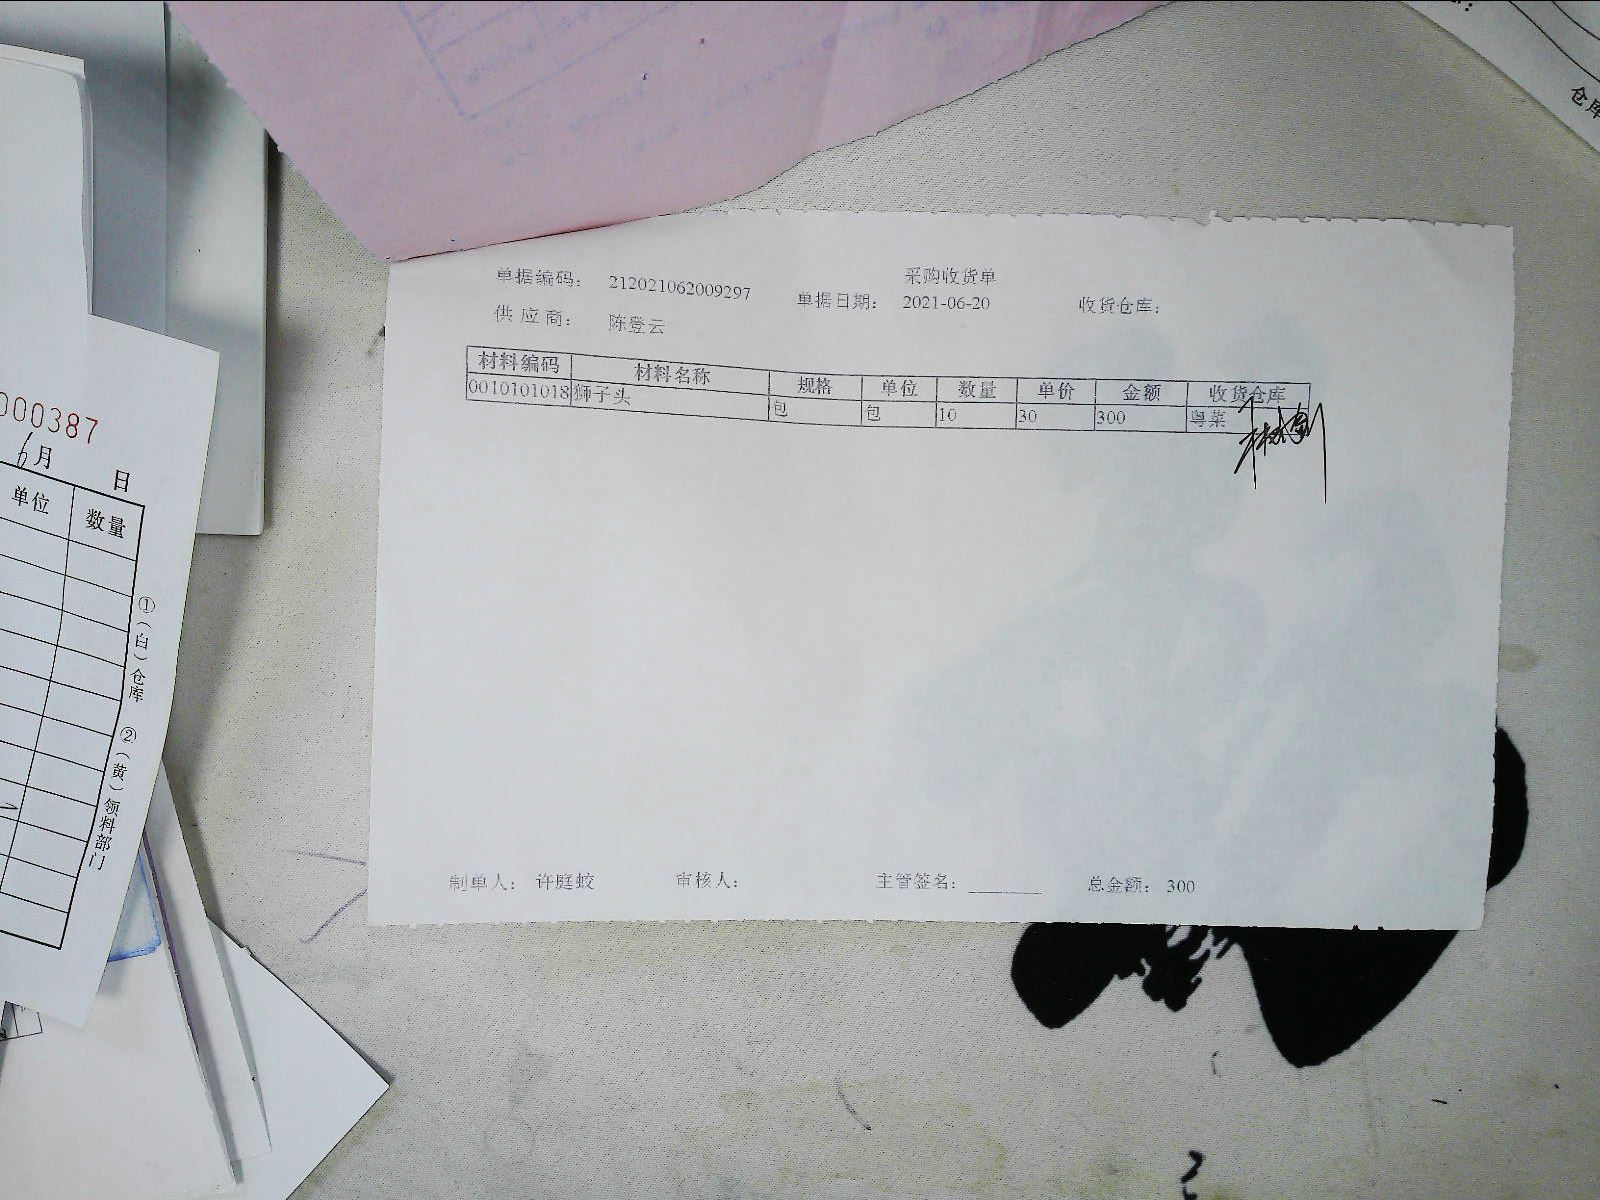 采购收货单
单据编码： 212021062009297 单据日期： 2021-06-20 收货仓库：
供应商： 陈登云
材料编码 材料名称 规格 单位 数量 单价 金额 收货仓库
0010101018 狮子头 包 包 10 30 300 粤菜
制单人： 许庭蛟 审核人： 主管签名： 总金额： 300
000387
6月 日
单位 数量
①（白）仓库 ②（黄）领料部门
仓库